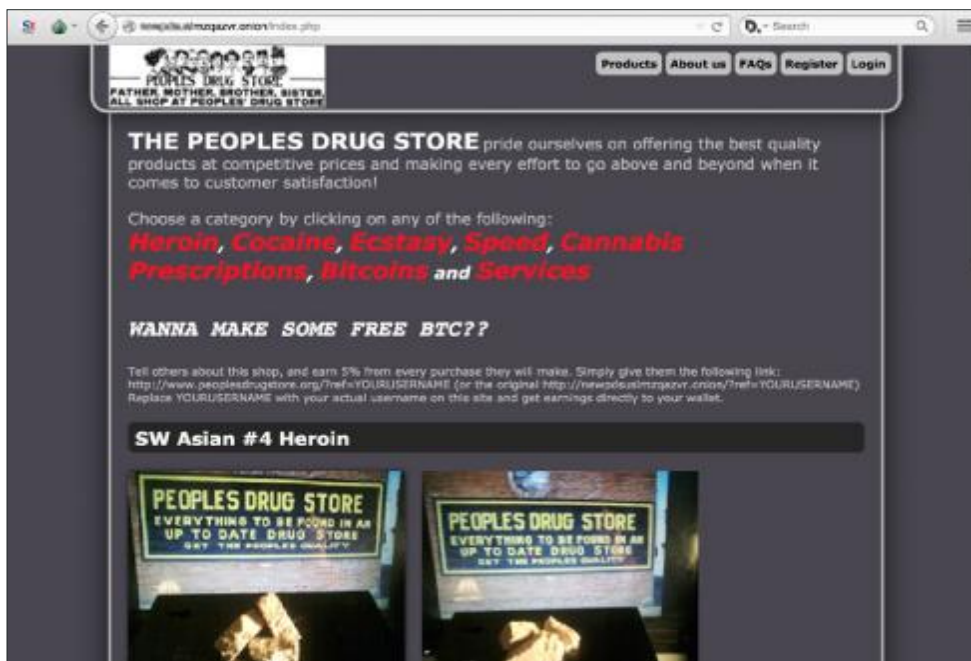 index.php
Search
PEOPLES DRUG STORE
FATHER, MOTHER, BROTHER, SISTER,
ALL SHOP AT PEOPLES' DRUG STORE
Products About us FAQs Register Login
THE PEOPLES DRUG STORE pride ourselves on offering the best quality
products at competitive prices and making every effort to go above and beyond when it
comes to customer satisfaction!
Choose a category by clicking on any of the following:
Heroin, Cocaine, Ecstasy, Speed, Cannabis
Prescriptions, Bitcoins and Services
WANNA MAKE SOME FREE BTC??
Tell others about this shop, and earn 5% from every purchase they will make. Simply give them the following link:
(or the original
Replace YOURUSERNAME with your actual username on this site and get earnings directly to your wallet.
SW Asian #4 Heroin
PEOPLES DRUG STORE
EVERYTHING TO BE FOUND IN AN
UP TO DATE DRUG STORE
GET THE PEOPLES QUALITY
PEOPLES DRUG STORE
EVERYTHING TO BE FOUND IN AN
UP TO DATE DRUG STORE
GET THE PEOPLES QUALITY